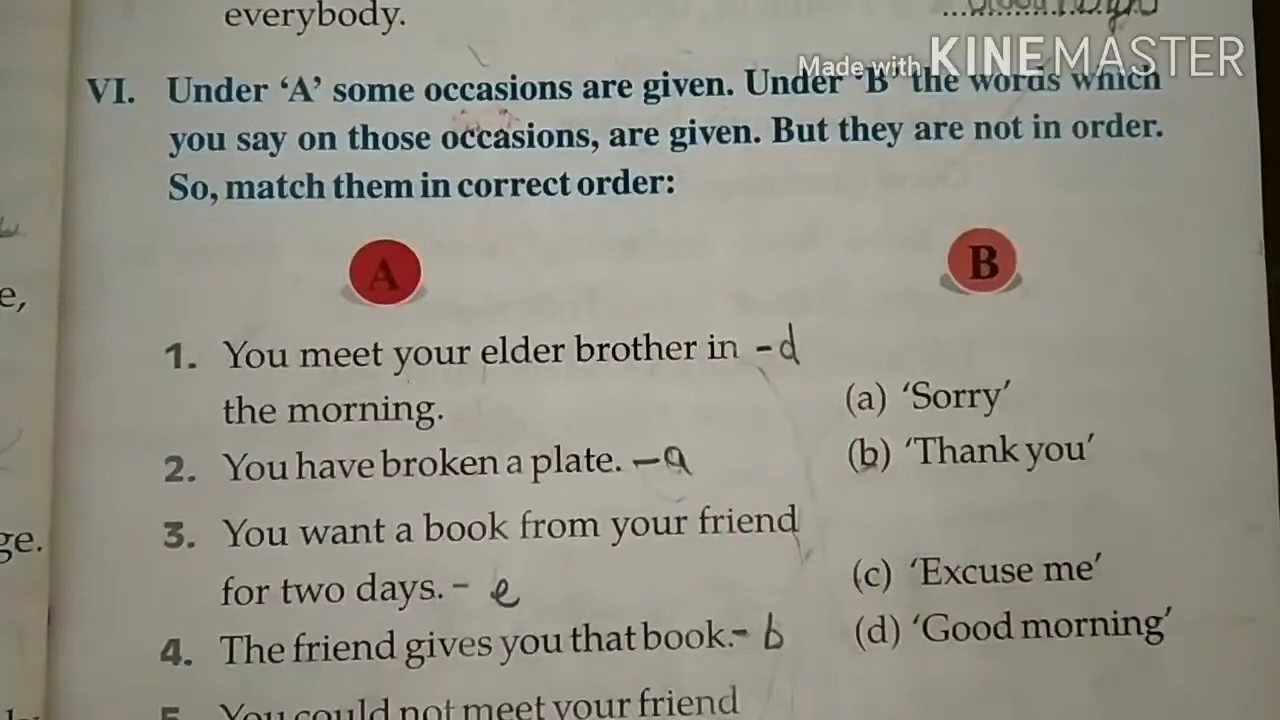 everybody.
Made with KINEMASTER
VI. Under 'A' some occasions are given. Under 'B' the words which
you say on those occasions, are given. But they are not in order.
So, match them in correct order:
A
B
1. You meet your elder brother in - d
the morning.
(a) 'Sorry'
2. You have broken a plate. - a
(b) 'Thank you'
3. You want a book from your friend
for two days. - e
(c) 'Excuse me'
4. The friend gives you that book. - b
(d) 'Good morning'
5. You could not meet your friend
e,
ge.